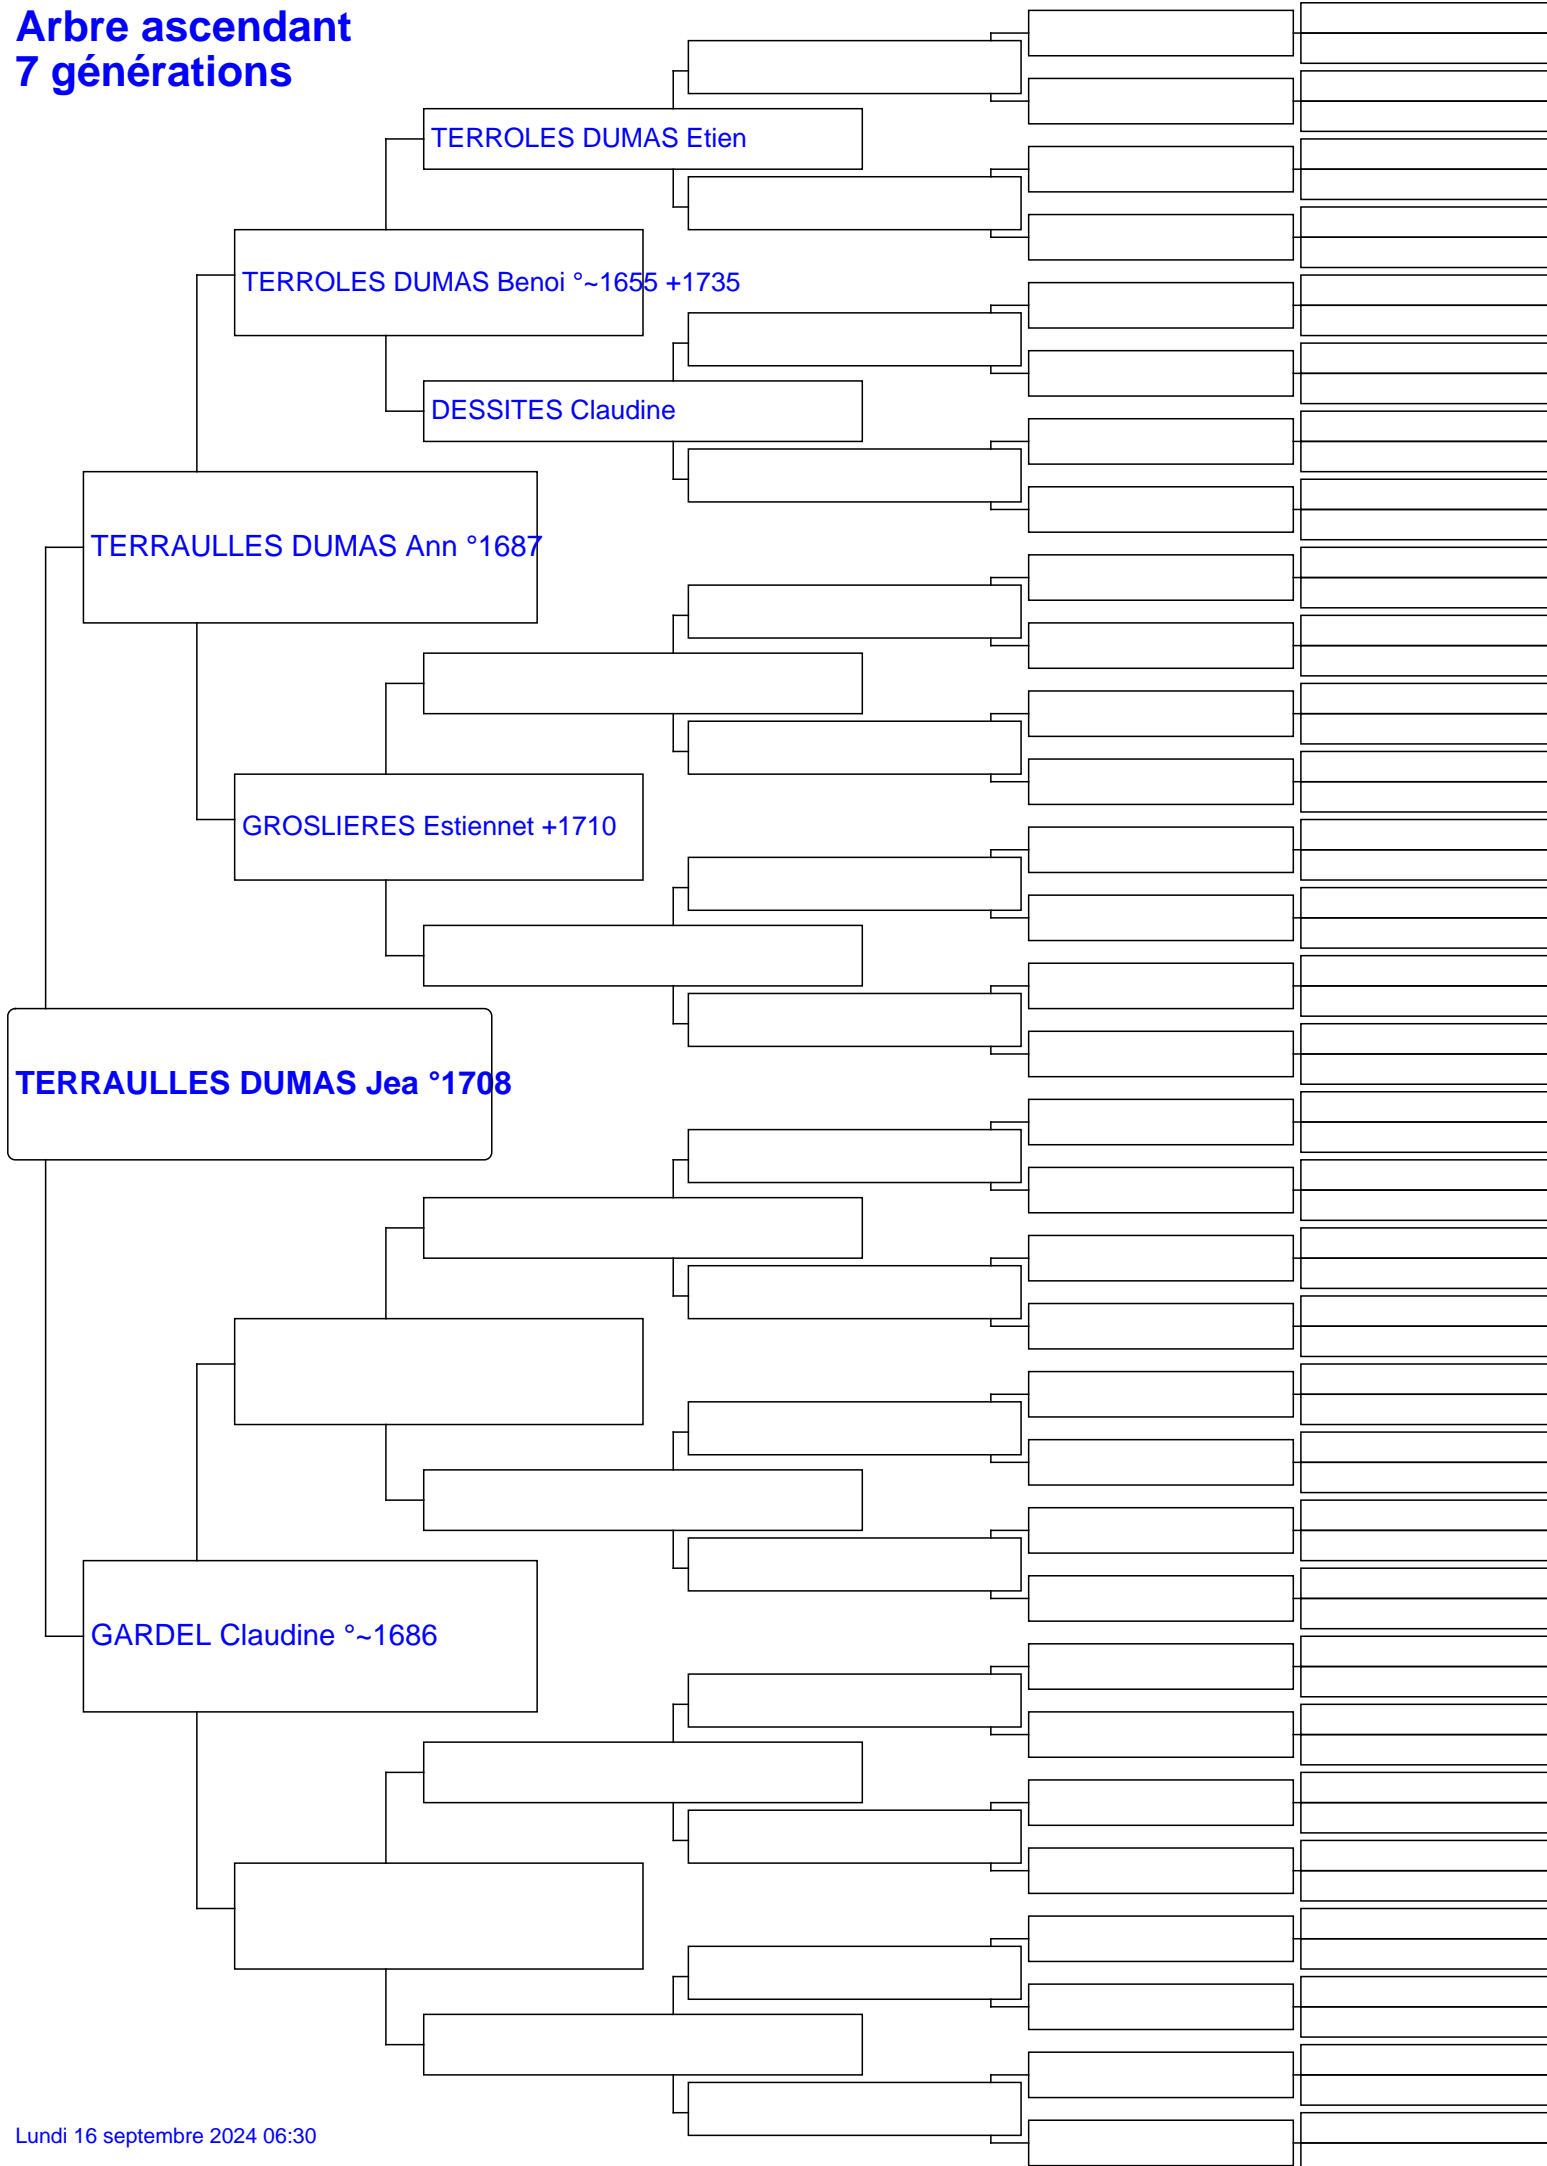 Arbre ascendant
7 générations
TERROLES DUMAS Etien
TERROLES DUMAS Benoi °~1655 +1735
DESSITES Claudine
TERRAULLES DUMAS Ann °1687
GROSLIERES Estiennet +1710
TERRAULLES DUMAS Jea °1708
GARDEL Claudine °~1686
Lundi 16 septembre 2024 06:30